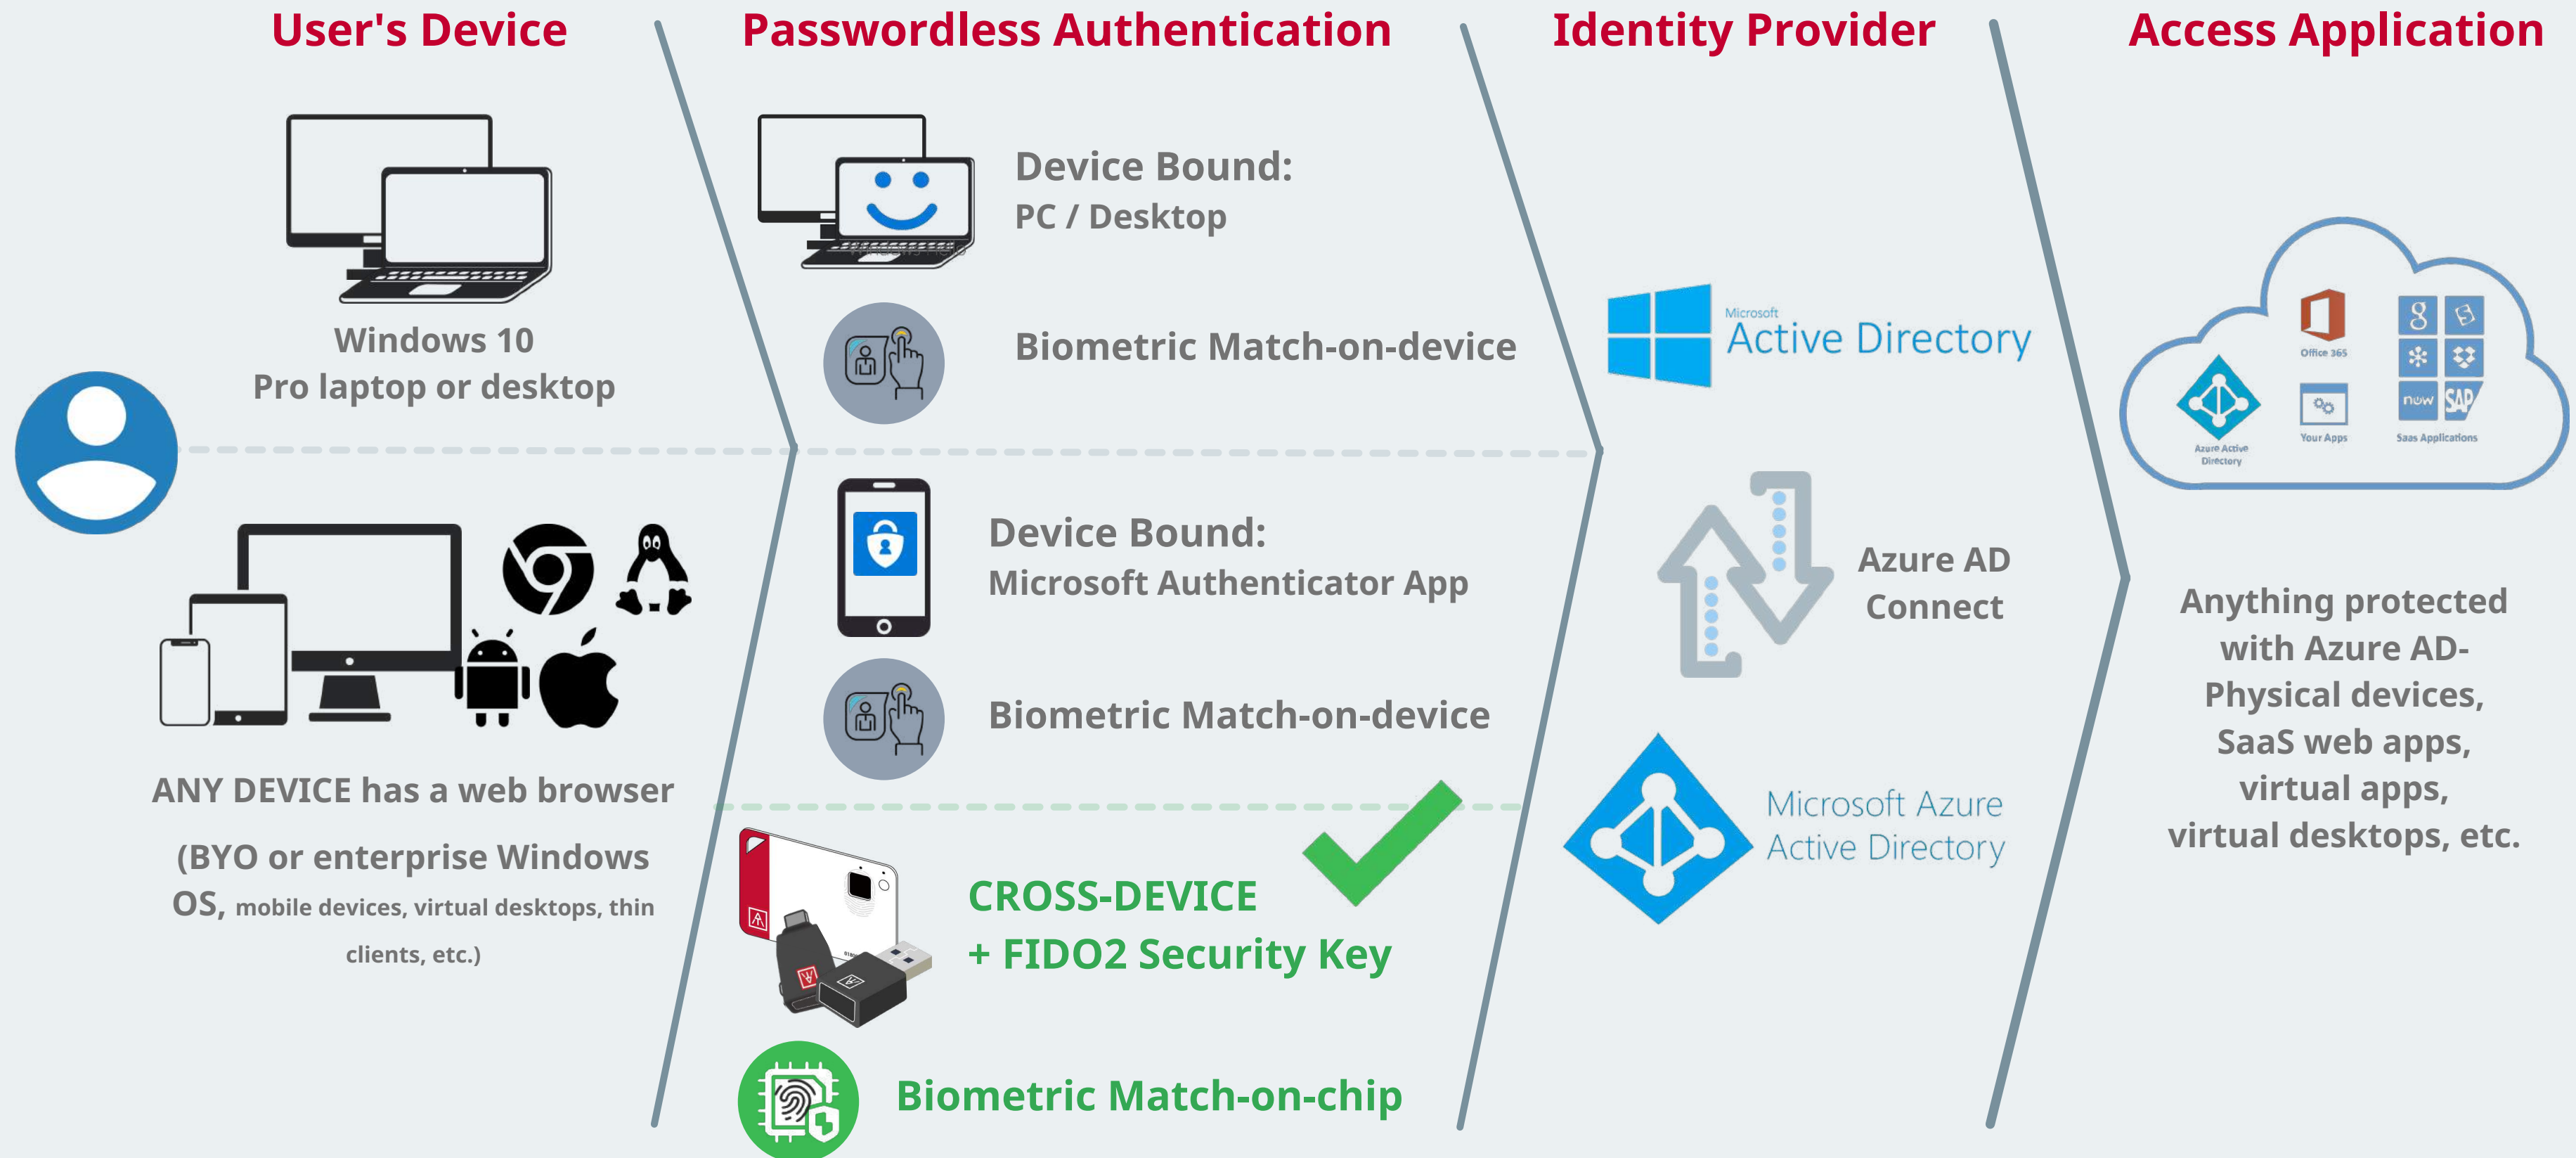 User's Device
Passwordless Authentication
Identity Provider
Access Application
Windows 10
Pro laptop or desktop
ANY DEVICE has a web browser
(BYO or enterprise Windows
OS, mobile devices, virtual desktops, thin
clients, etc.)
Windows Hello
Device Bound:
PC / Desktop
Biometric Match-on-device
Device Bound:
Microsoft Authenticator App
Biometric Match-on-device
CROSS-DEVICE
+ FIDO2 Security Key
Biometric Match-on-chip
Microsoft
Active Directory
Azure AD
Connect
Microsoft Azure
Active Directory
Azure Active
Directory
Office 365
Your Apps
g
now
SAP
Saas Applications
Anything protected
with Azure AD-
Physical devices,
SaaS web apps,
virtual apps,
virtual desktops, etc.